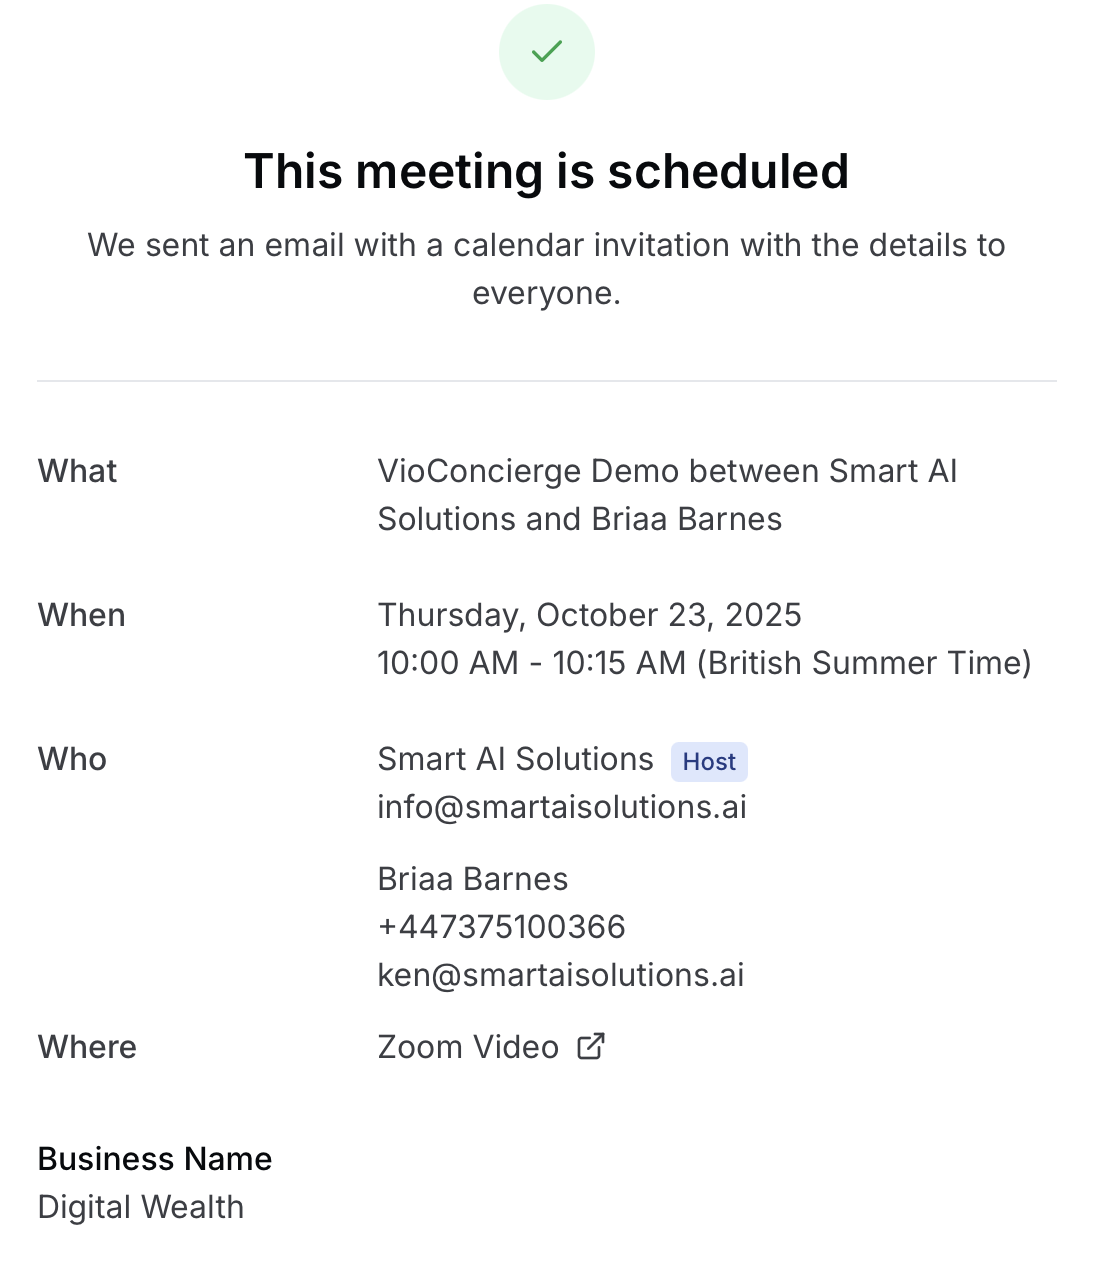 This meeting is scheduled
We sent an email with a calendar invitation with the details to
everyone.
What
VioConcierge Demo between Smart AI
Solutions and Briaa Barnes
When
Thursday, October 23, 2025
10:00 AM - 10:15 AM (British Summer Time)
Who
Smart AI Solutions Host
info@smartaisolutions.ai
Briaa Barnes
+447375100366
ken@smartaisolutions.ai
Where
Zoom Video
Business Name
Digital Wealth